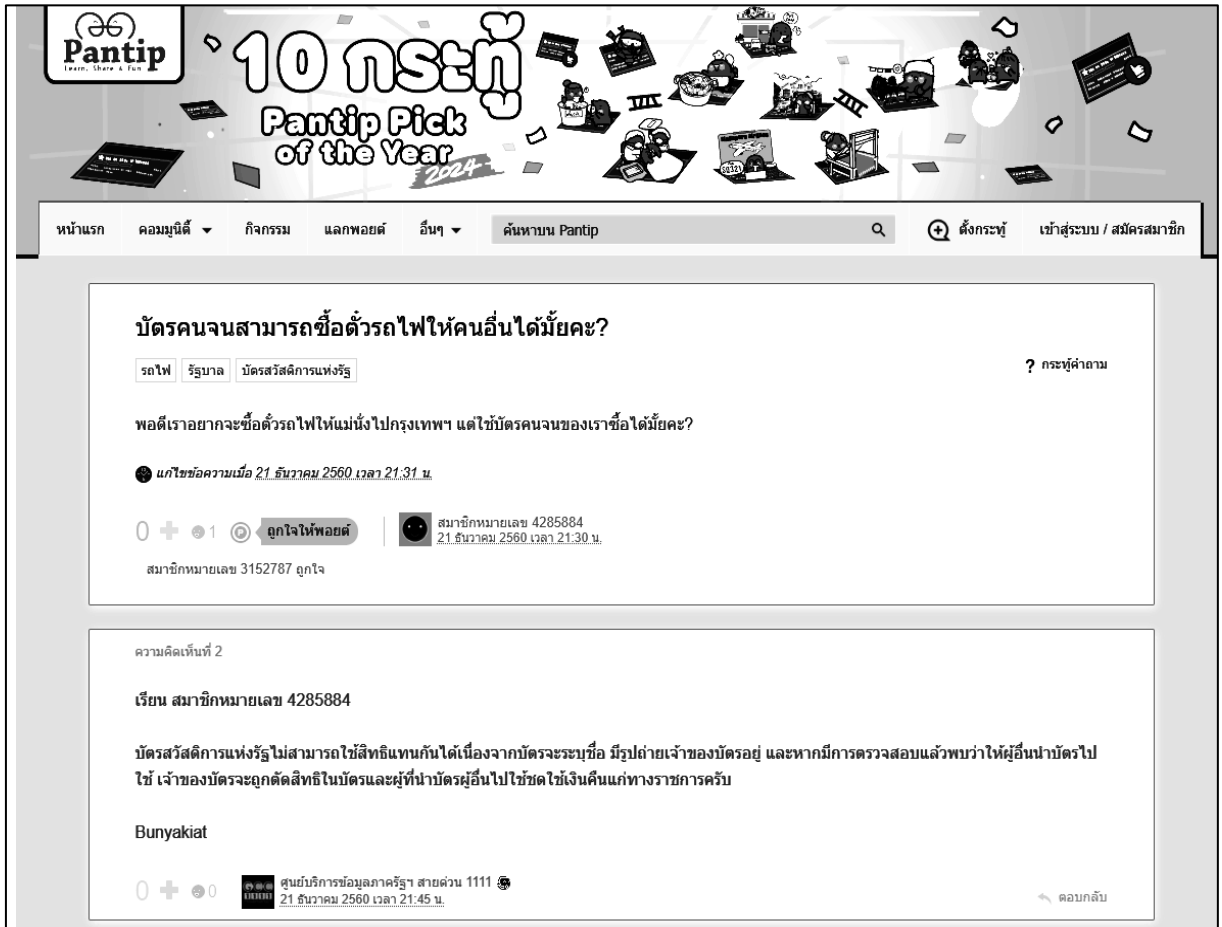 Pantip
Learn, Share & Fun
10 กระทู้
Pantip Pick
of the Year
2024
SQ321
หน้าแรก คอมมูนิตี้ กิจกรรม แลกพอยต์ อื่นๆ ค้นหาบน Pantip ตั้งกระทู้ เข้าสู่ระบบ / สมัครสมาชิก
บัตรคนจนสามารถซื้อตั๋วรถไฟให้คนอื่นได้มั้ยคะ?
รถไฟ รัฐบาล บัตรสวัสดิการแห่งรัฐ ? กระทู้คำถาม
พอดีเราอยากจะซื้อตั๋วรถไฟให้แม่นั่งไปกรุงเทพฯ แต่ใช้บัตรคนจนของเราซื้อได้มั้ยคะ?
แก้ไขข้อความเมื่อ 21 ธันวาคม 2560 เวลา 21:31 น.
0 1 ถูกใจให้พอยต์ สมาชิกหมายเลข 4285884
21 ธันวาคม 2560 เวลา 21:30 น.
สมาชิกหมายเลข 3152787 ถูกใจ
ความคิดเห็นที่ 2
เรียน สมาชิกหมายเลข 4285884
บัตรสวัสดิการแห่งรัฐไม่สามารถใช้สิทธิแทนกันได้เนื่องจากบัตรจะระบุชื่อ มีรูปถ่ายเจ้าของบัตรอยู่ และหากมีการตรวจสอบแล้วพบว่าให้ผู้อื่นนำบัตรไป
ใช้ เจ้าของบัตรจะถูกตัดสิทธิในบัตรและผู้ที่นำบัตรผู้อื่นไปใช้ชดใช้เงินคืนแก่ทางราชการครับ
Bunyakiat
0 0 ศูนย์บริการข้อมูลภาครัฐฯ สายด่วน 1111
21 ธันวาคม 2560 เวลา 21:45 น. ตอบกลับ